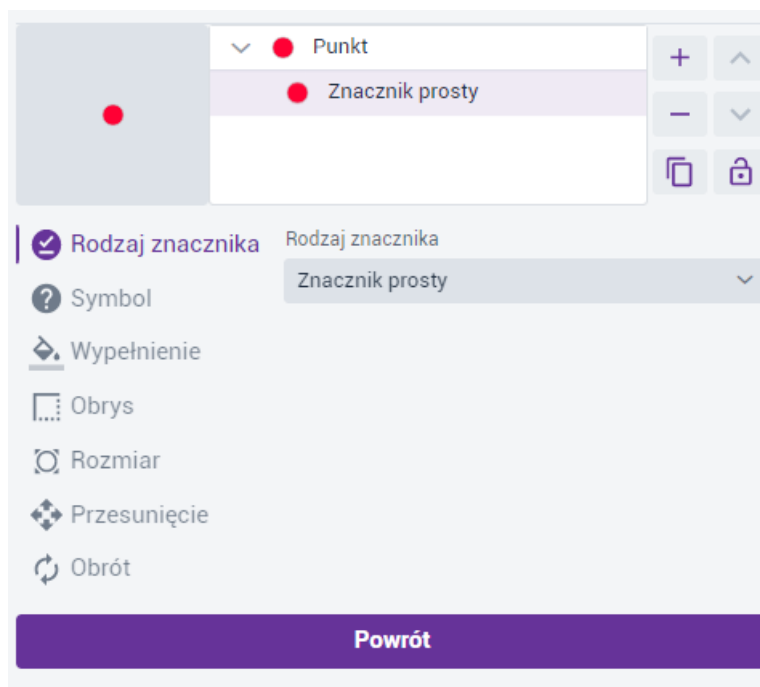 Punkt
Znacznik prosty
Rodzaj znacznika
Rodzaj znacznika
Znacznik prosty
Symbol
Wypełnienie
Obrys
Rozmiar
Przesunięcie
Obrót
Powrót